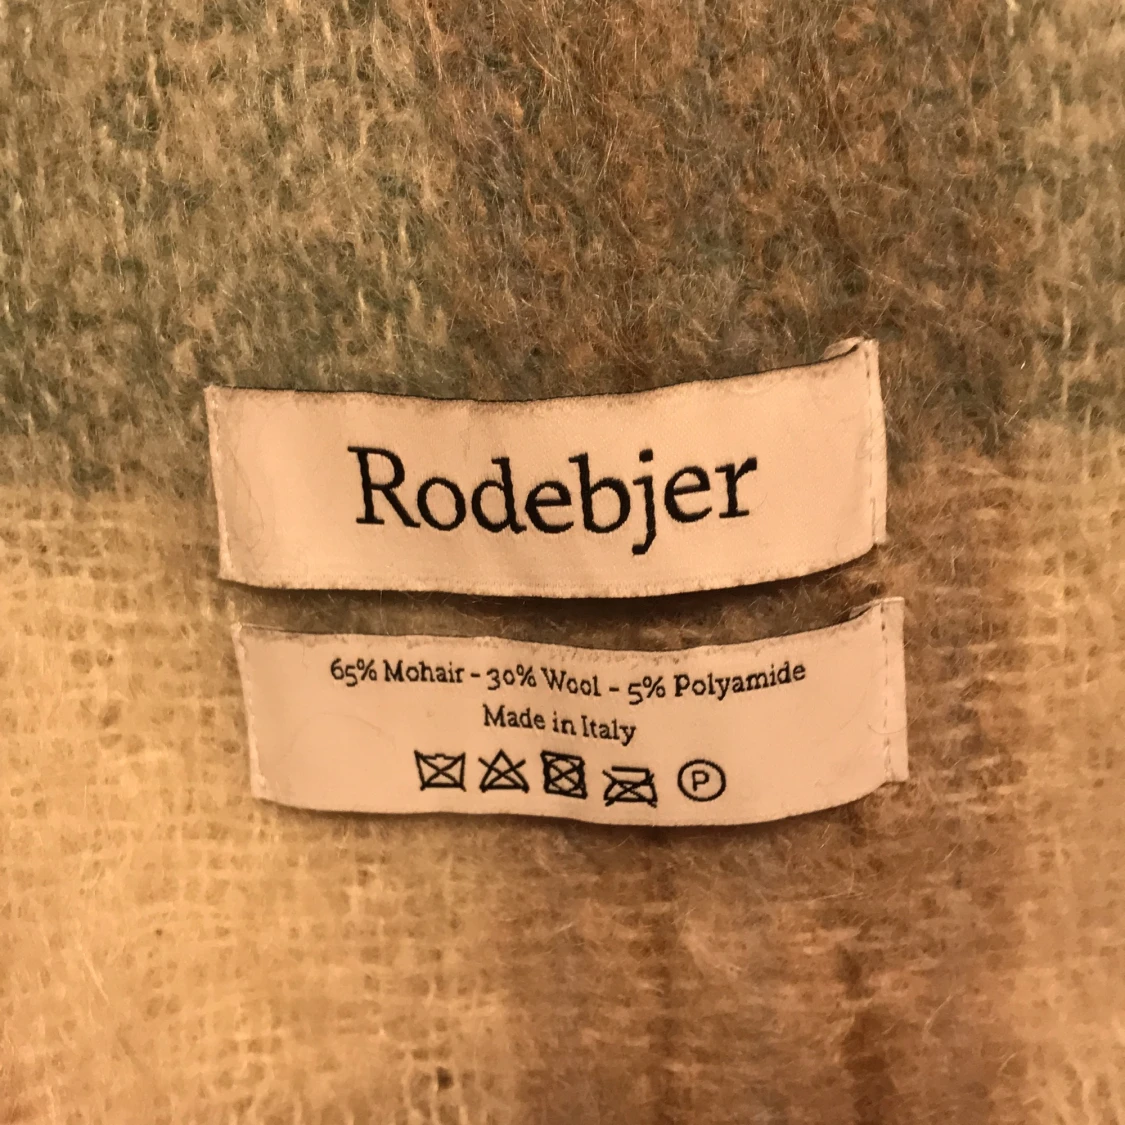 Rodebjer
65% Mohair - 30% Wool - 5% Polyamide
Made in Italy
P